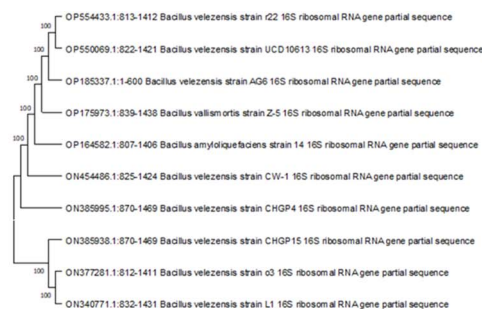 OP554433.1:813-1412 Bacillus velezensis strain r22 16S ribosomal RNA gene partial sequence
100
OP550069.1:822-1421 Bacillus velezensis strain UCD10613 16S ribosomal RNA gene partial sequence
100
OP185337.1:1-600 Bacillus velezensis strain AG6 16S ribosomal RNA gene partial sequence
100
OP175973.1:839-1438 Bacillus vallismortis strain Z-5 16S ribosomal RNA gene partial sequence
100
OP164582.1:807-1406 Bacillus amyloliquefaciens strain 14 16S ribosomal RNA gene partial sequence
100
ON454486.1:825-1424 Bacillus velezensis strain CW-1 16S ribosomal RNA gene partial sequence
100
ON385995.1:870-1469 Bacillus velezensis strain CHGP4 16S ribosomal RNA gene partial sequence
ON385938.1:870-1469 Bacillus velezensis strain CHGP15 16S ribosomal RNA gene partial sequence
100
ON377281.1:812-1411 Bacillus velezensis strain o3 16S ribosomal RNA gene partial sequence
100
ON340771.1:832-1431 Bacillus velezensis strain L1 16S ribosomal RNA gene partial sequence